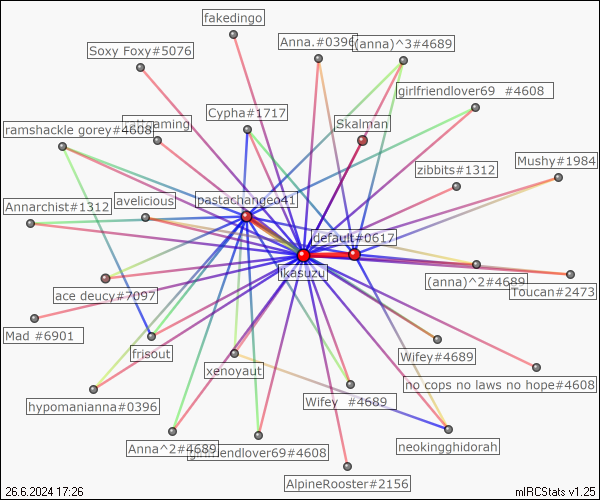 fakedingo
Anna.#0396
(anna)^3#4689
Soxy Foxy#5076
girlfriendlover69 #4608
Cypha#1717
Skalman
ramshackle gorey#4608
Mushy#1984
zibbits#1312
avelicious
pastachangeo41
Annarchist#1312
default#0617
likasuzu
(anna)^2#4689
ace deucy#7097
Toucan#2473
Mad #6901
frisout
Wifey#4689
xenoyaut
no cops no laws no hope#4608
hypomanianna#0396
Wifey #4689
Anna^2#4689
girlfriendlover69#4608
neokingghidorah
AlpineRooster#2156
26.6.2024 17:26
mIRCStats v1.25